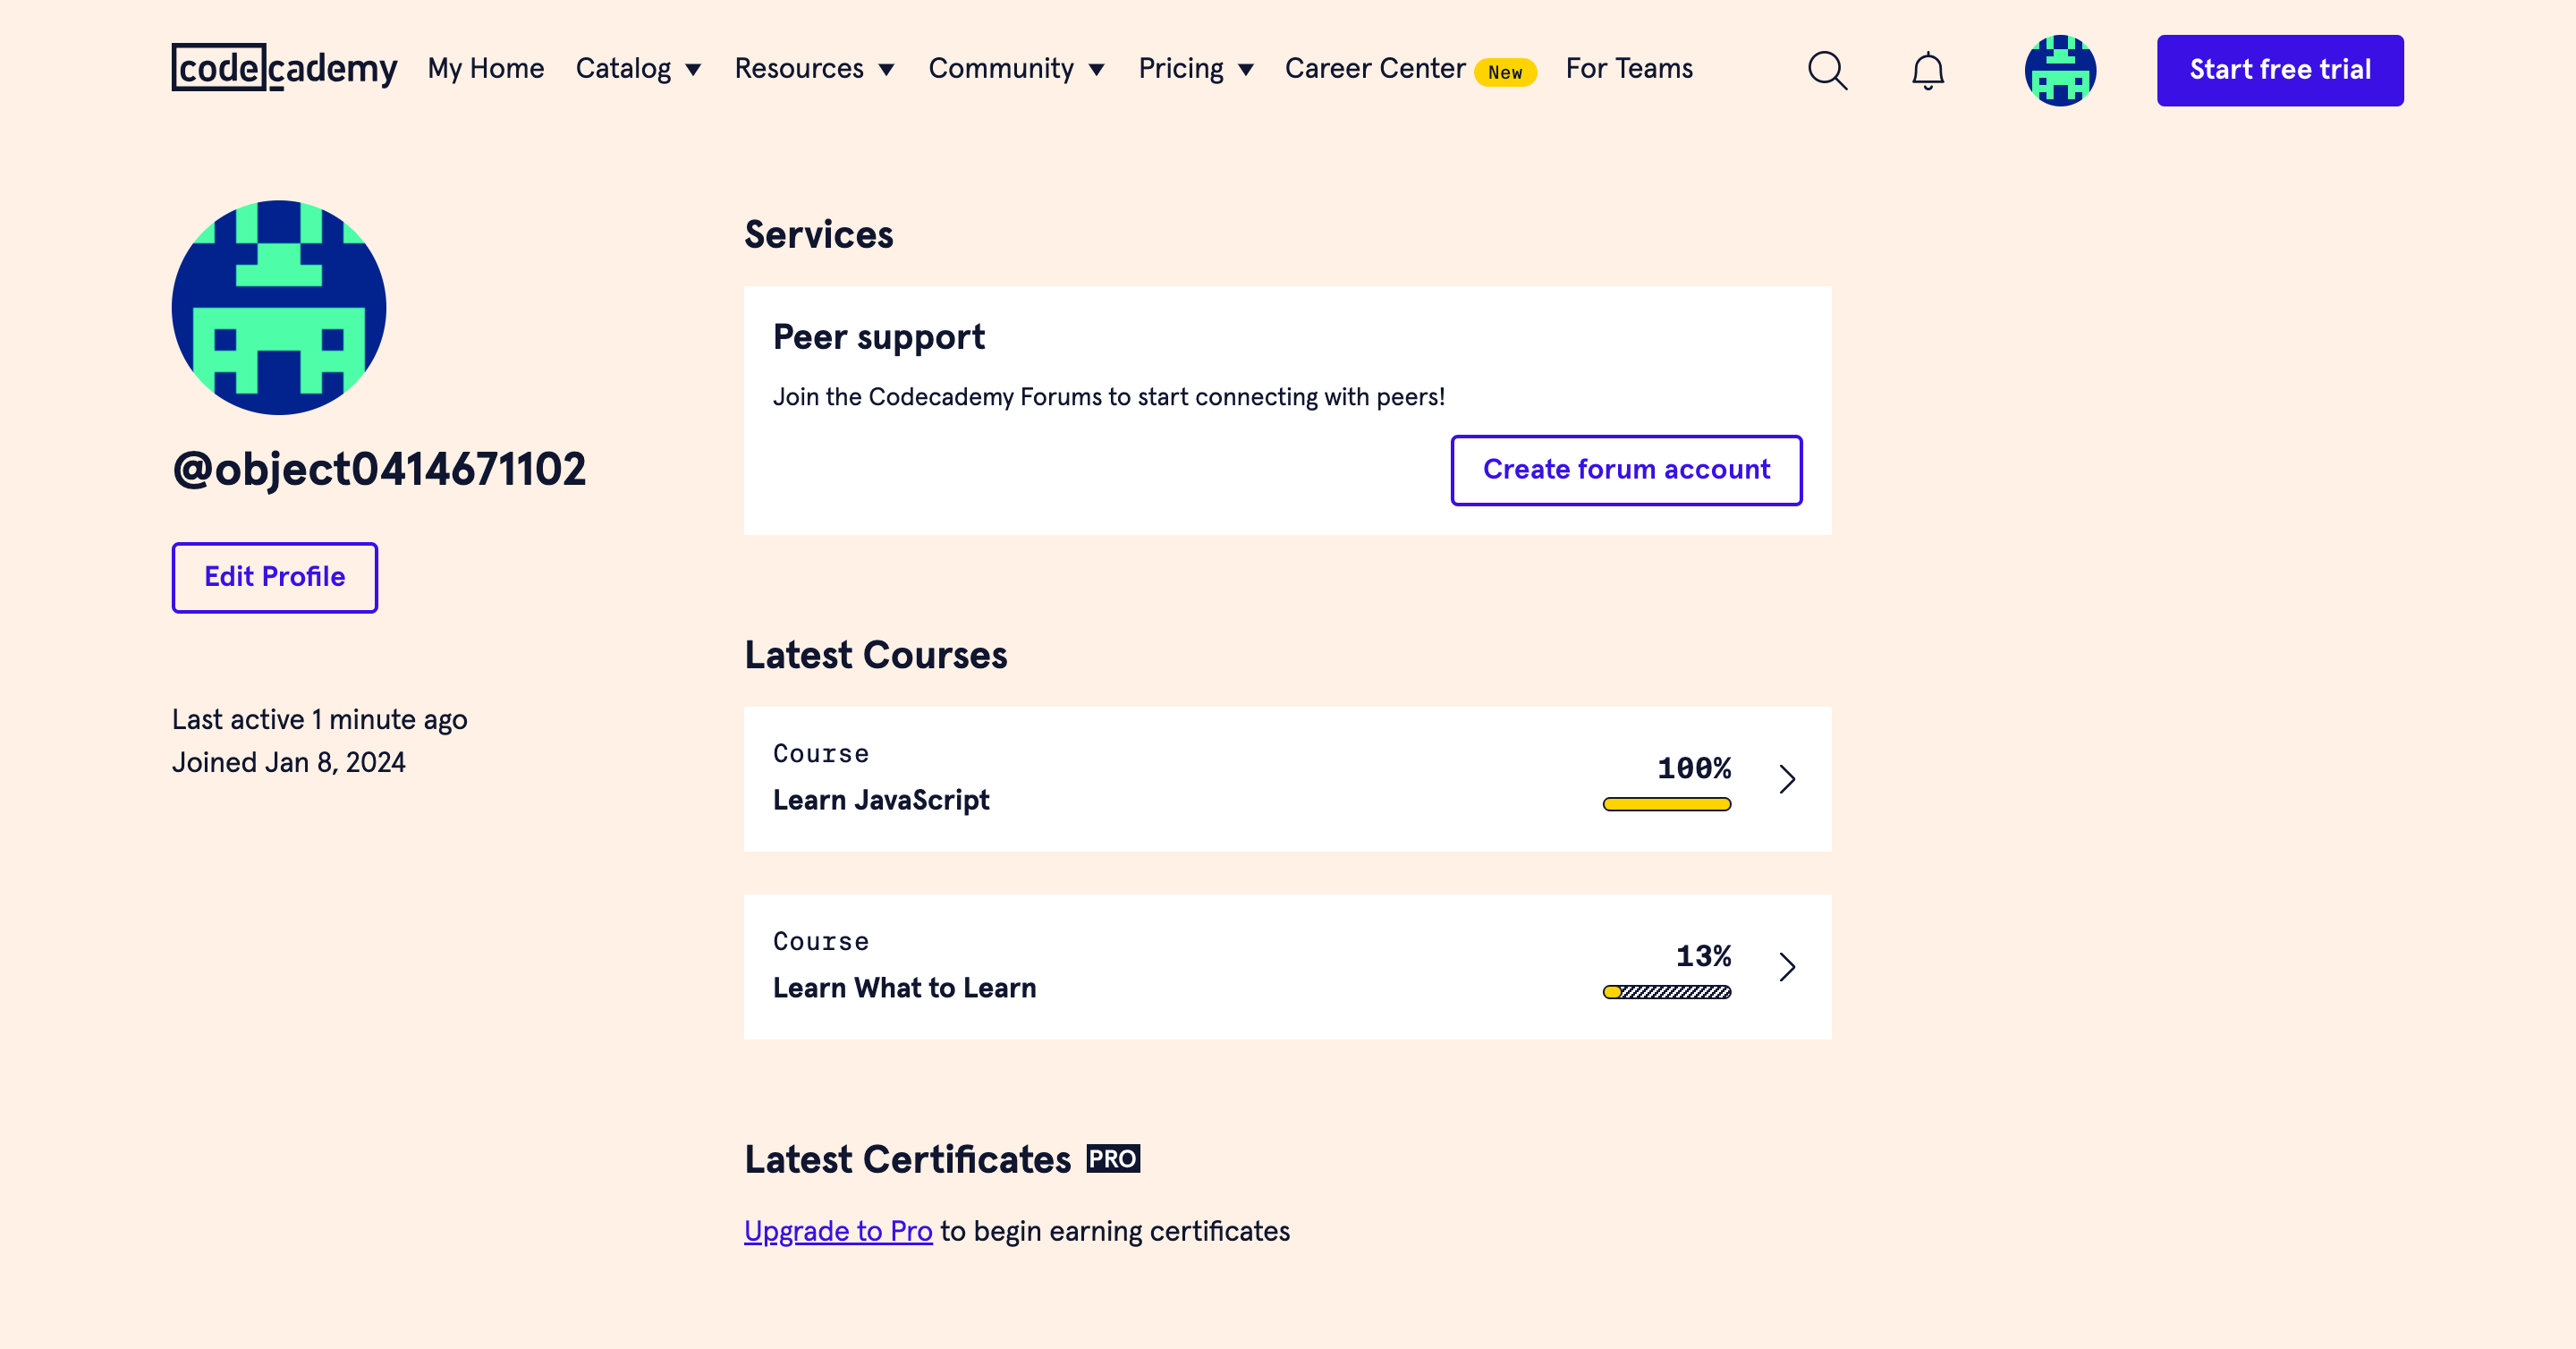 codecademy My Home Catalog Resources Community Pricing Career Center New For Teams Start free trial
@object0414671102
Edit Profile
Last active 1 minute ago
Joined Jan 8, 2024
Services
Peer support
Join the Codecademy Forums to start connecting with peers!
Create forum account
Latest Courses
Course
Learn JavaScript
100%
Course
Learn What to Learn
13%
Latest Certificates PRO
Upgrade to Pro to begin earning certificates